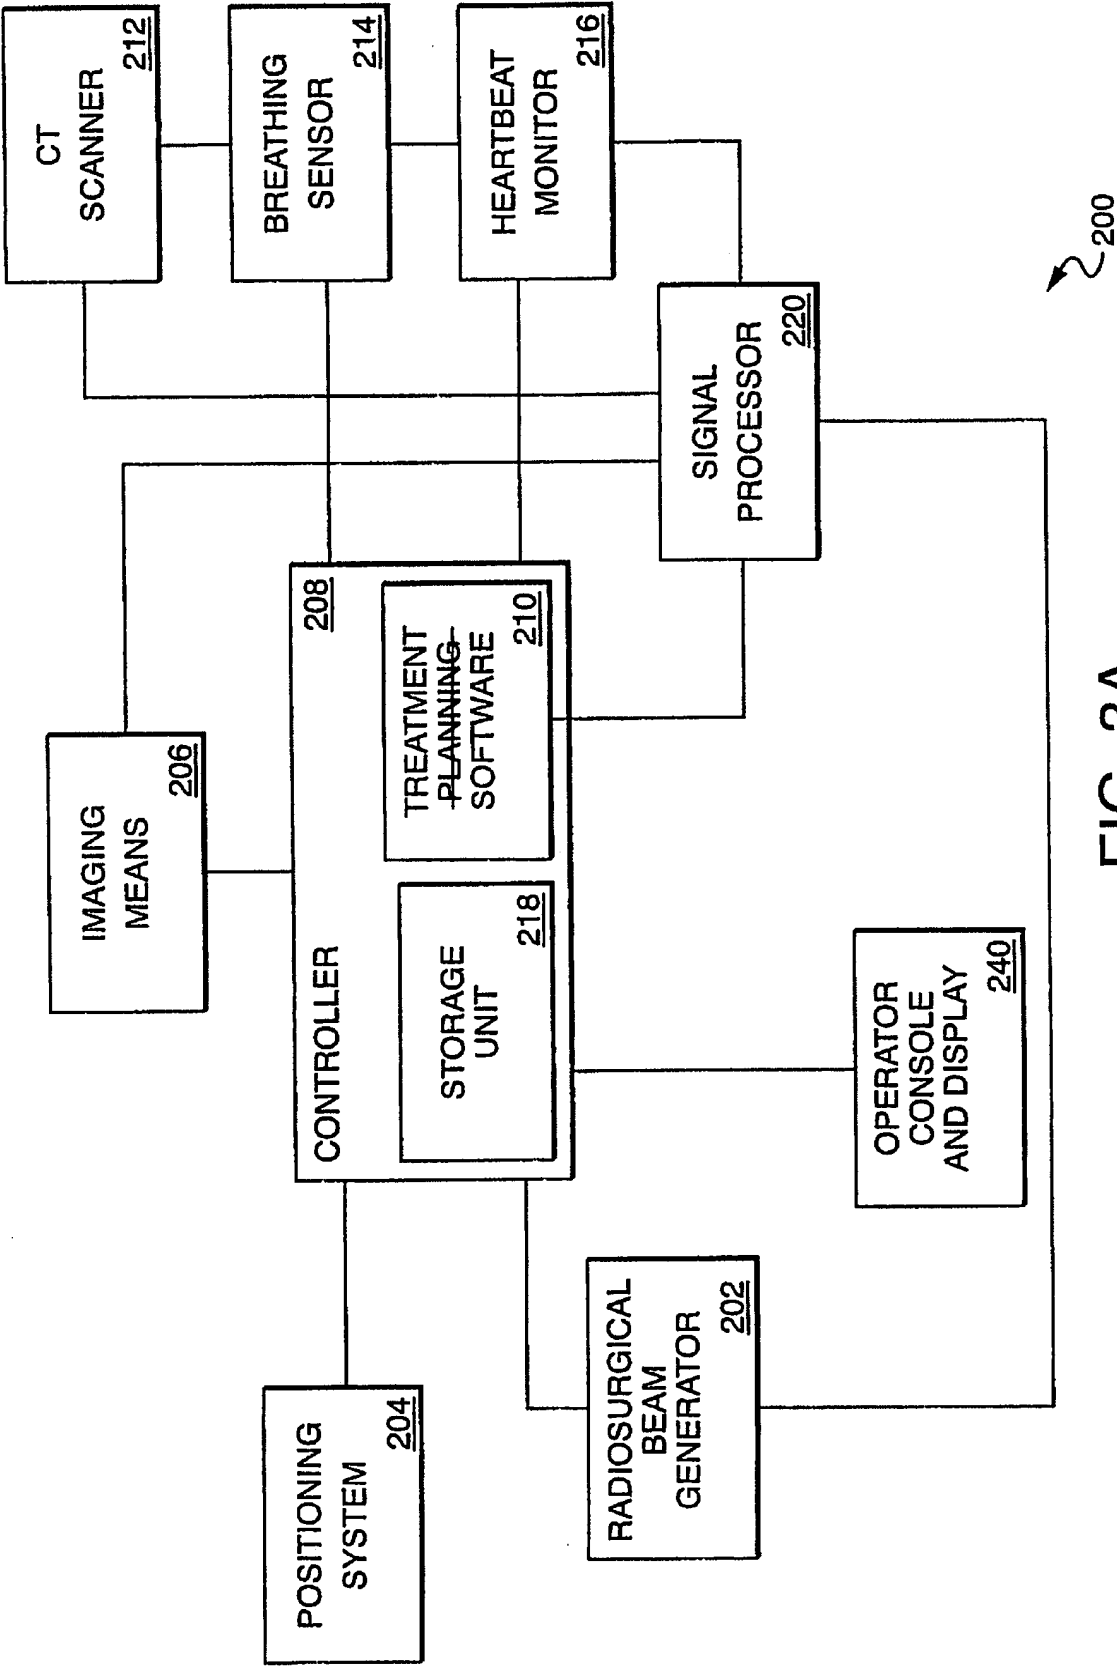 CT
SCANNER
212
IMAGING
MEANS
206
POSITIONING
SYSTEM
204
BREATHING
SENSOR
214
CONTROLLER
208
STORAGE
UNIT
218
TREATMENT
PLANNING
SOFTWARE
210
HEARTBEAT
MONITOR
216
RADIOSURGICAL
BEAM
GENERATOR
202
SIGNAL
PROCESSOR
220
OPERATOR
CONSOLE
AND DISPLAY
240
200
FIG.